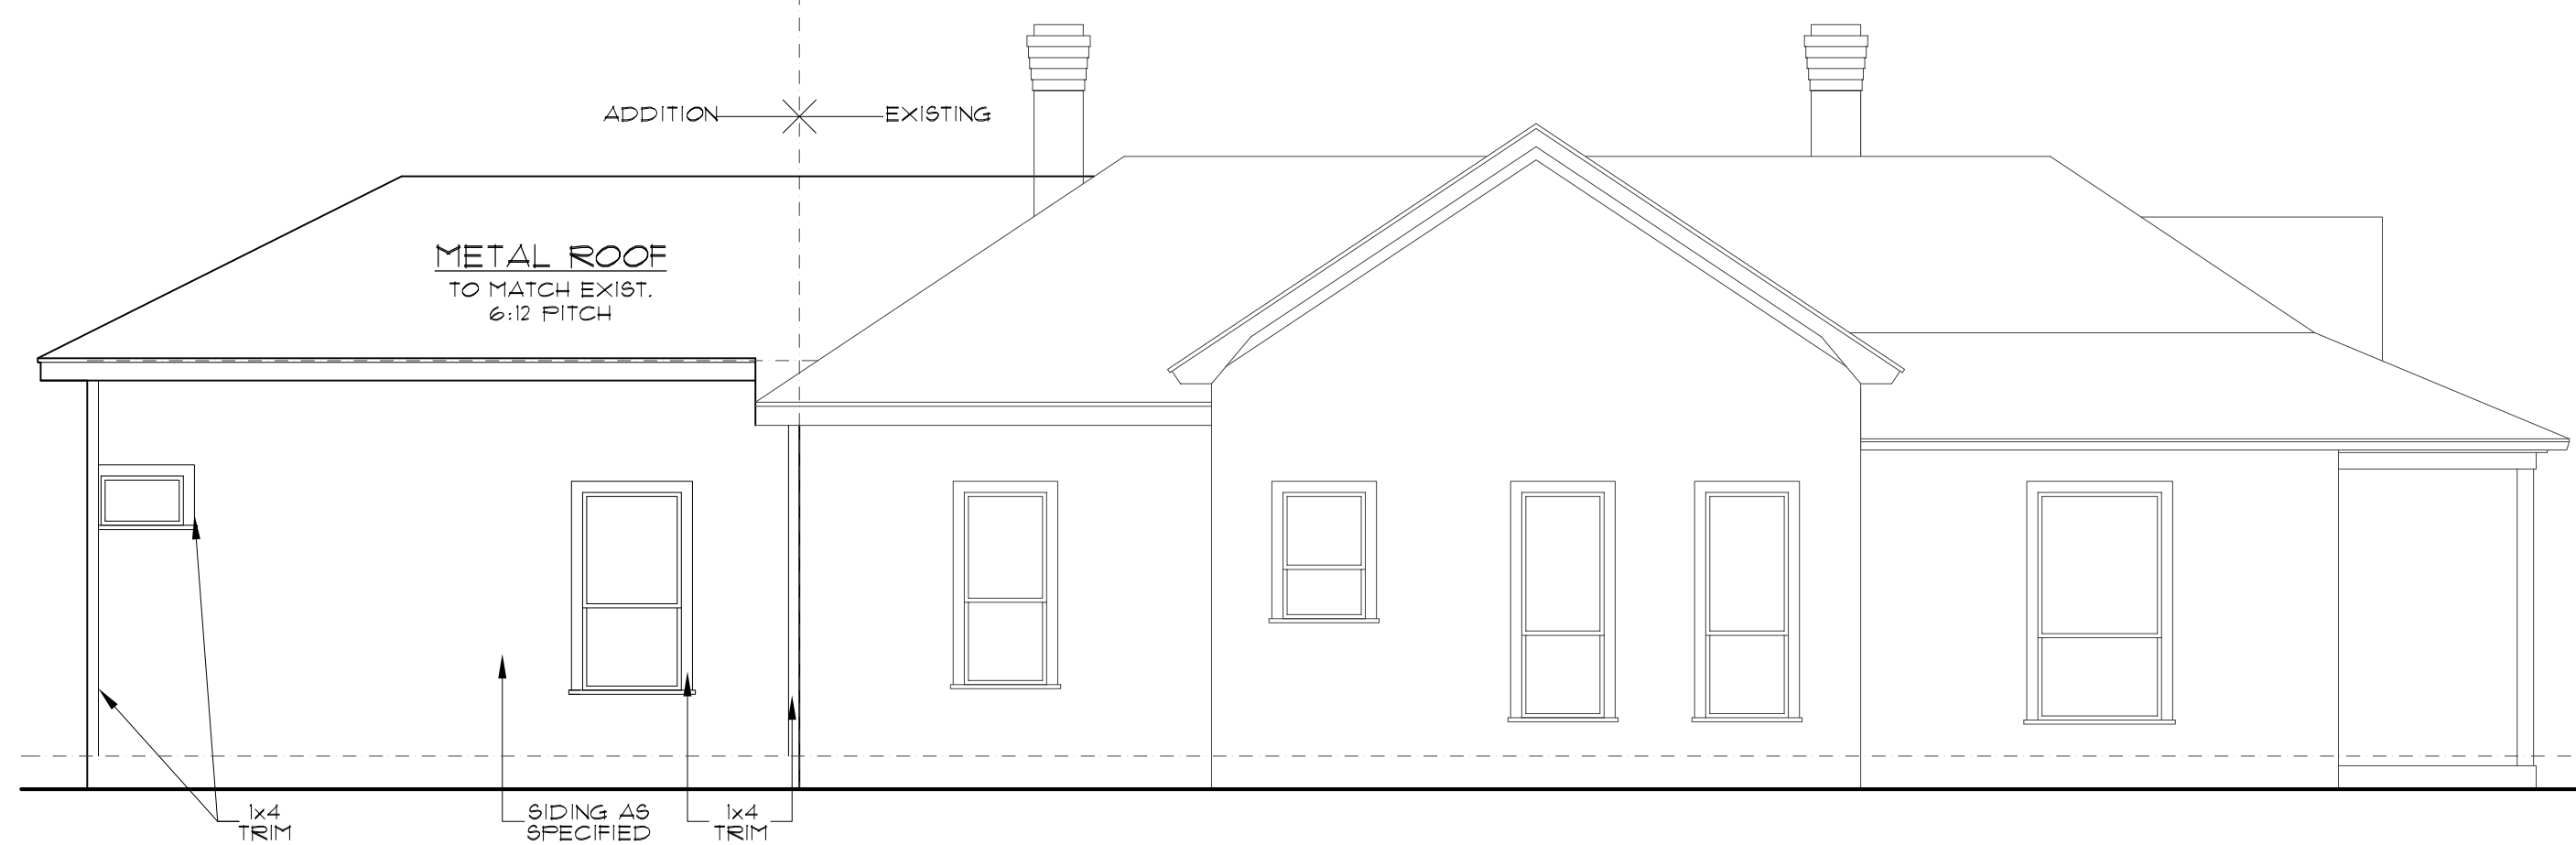 ADDITION
EXISTING
METAL ROOF
TO MATCH EXIST.
6:12 PITCH
1x4
TRIM
SIDING AS
SPECIFIED
1x4
TRIM